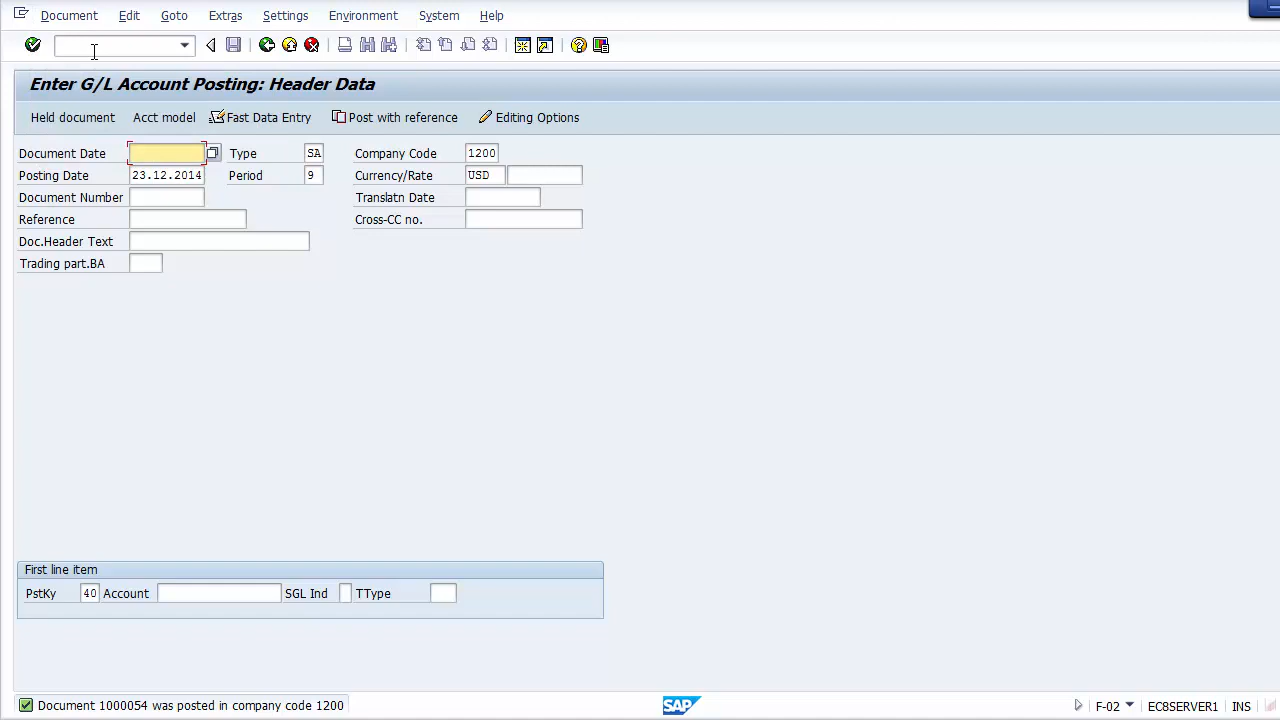 Document Edit Goto Extras Settings Environment System Help
Enter G/L Account Posting: Header Data
Held document Acct model Fast Data Entry Post with reference Editing Options
Document Date Type SA Company Code 1200
Posting Date 23.12.2014 Period 9 Currency/Rate USD
Document Number Translatn Date
Reference Cross-CC no.
Doc.Header Text
Trading part.BA
First line item
PstKy 40 Account SGL Ind TType
Document 1000054 was posted in company code 1200 SAP F-02 EC8SERVER1 INS